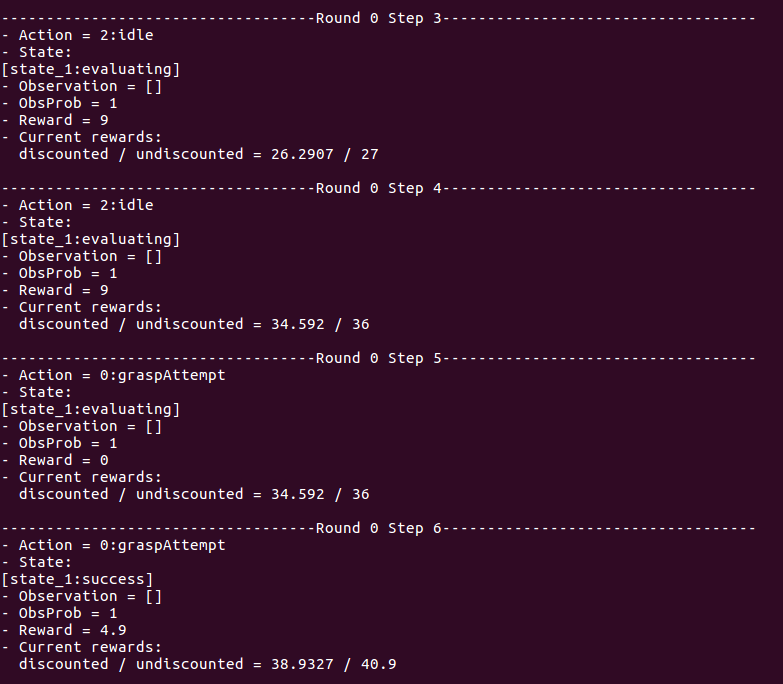 -----------------------------------Round 0 Step 3-----------------------------------
- Action = 2:idle
- State:
[state_1:evaluating]
- Observation = []
- ObsProb = 1
- Reward = 9
- Current rewards:
  discounted / undiscounted = 26.2907 / 27
-----------------------------------Round 0 Step 4-----------------------------------
- Action = 2:idle
- State:
[state_1:evaluating]
- Observation = []
- ObsProb = 1
- Reward = 9
- Current rewards:
  discounted / undiscounted = 34.592 / 36
-----------------------------------Round 0 Step 5-----------------------------------
- Action = 0:graspAttempt
- State:
[state_1:evaluating]
- Observation = []
- ObsProb = 1
- Reward = 0
- Current rewards:
  discounted / undiscounted = 34.592 / 36
-----------------------------------Round 0 Step 6-----------------------------------
- Action = 0:graspAttempt
- State:
[state_1:success]
- Observation = []
- ObsProb = 1
- Reward = 4.9
- Current rewards:
  discounted / undiscounted = 38.9327 / 40.9